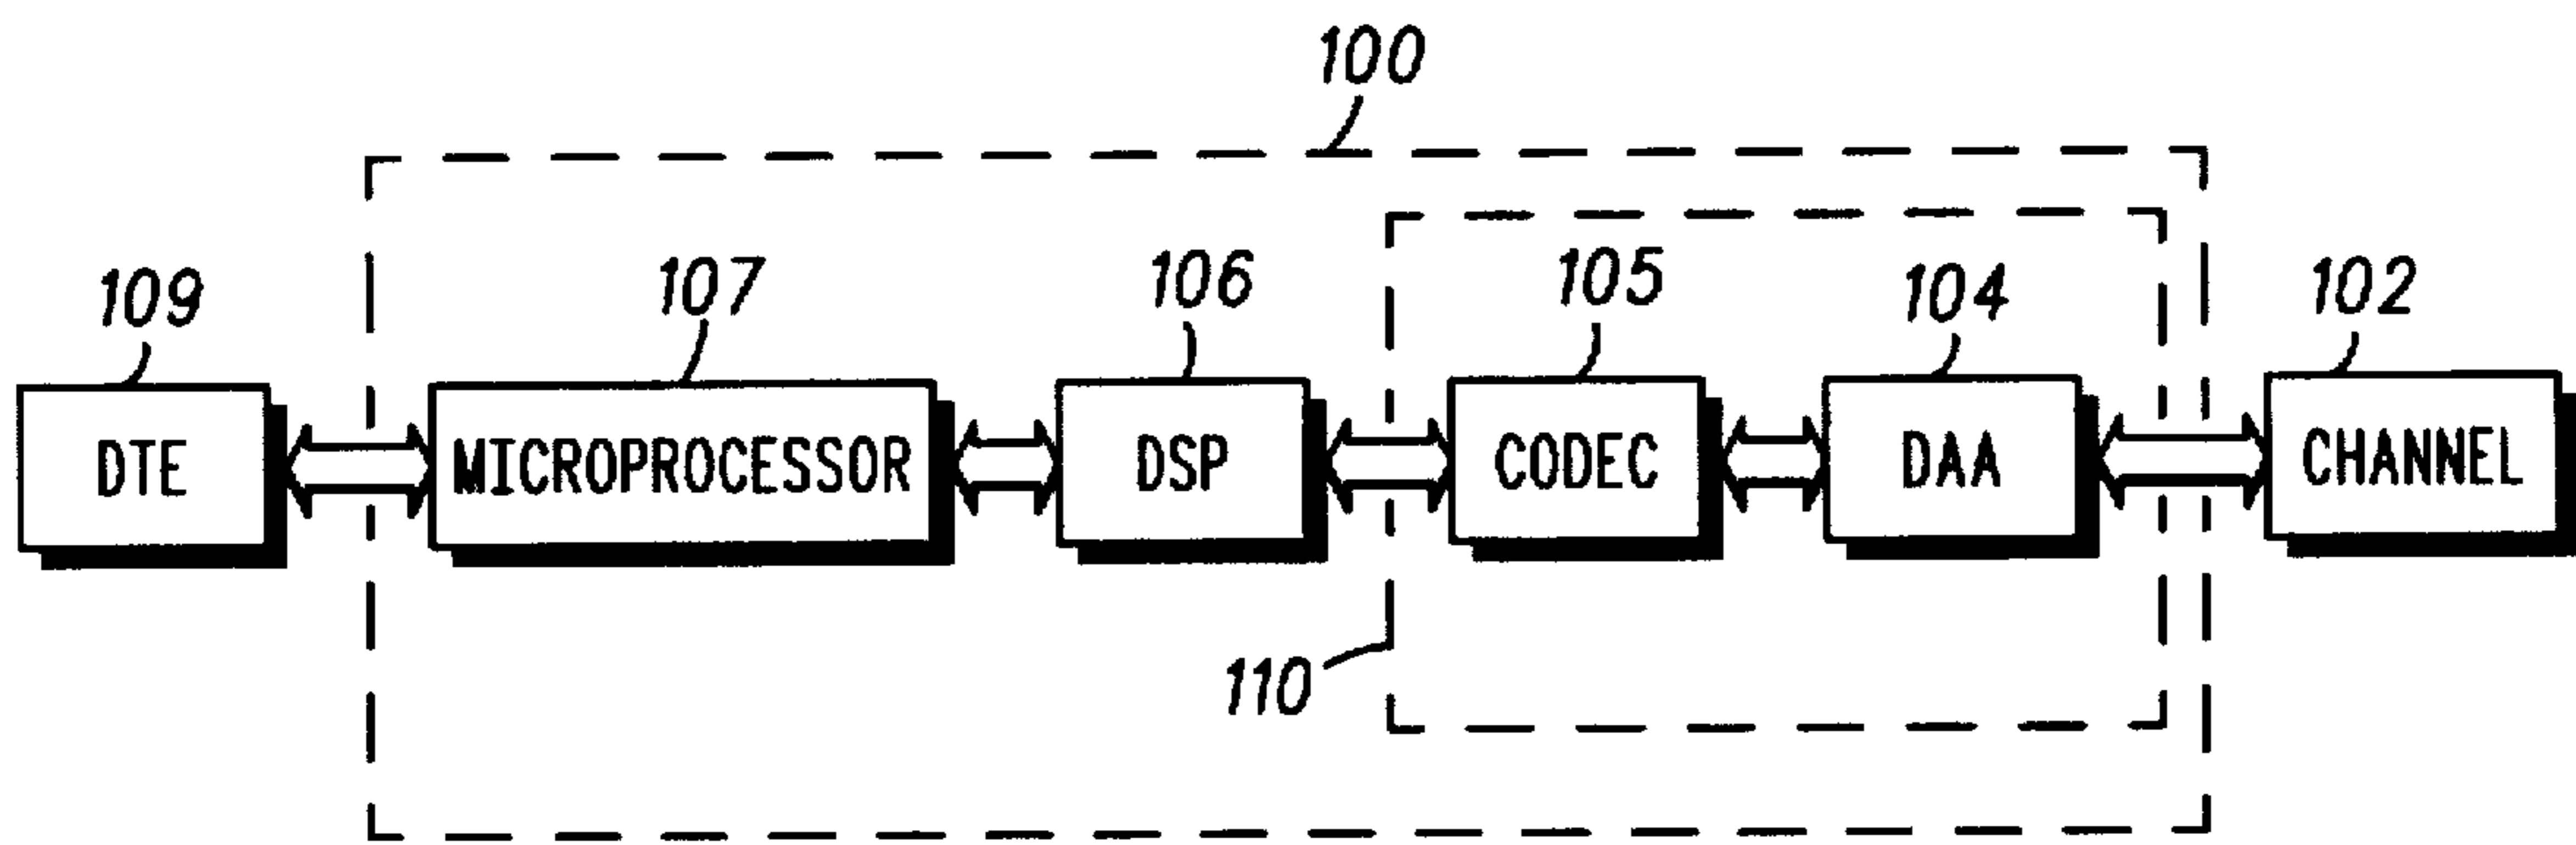 100
109
107
106
105
104
102
DTE
MICROPROCESSOR
DSP
CODEC
DAA
CHANNEL
110